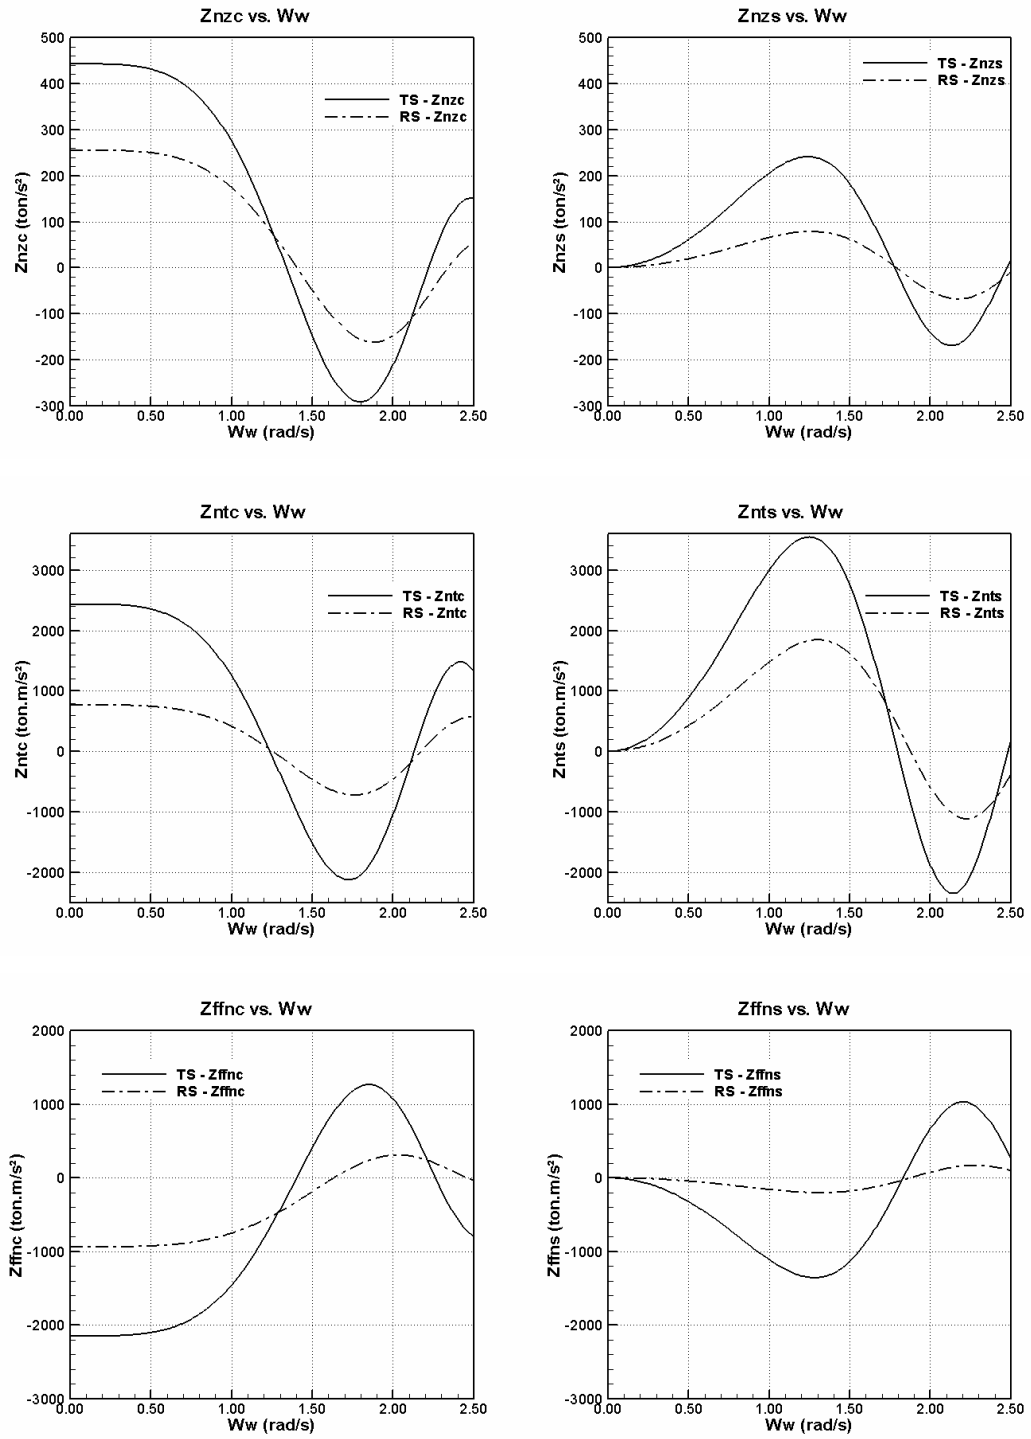 Znzc vs. Ww
500
400
300
200
100
0
-100
-200
-300
Znzc (ton/s²)
TS - Znzc
RS - Znzc
0.00 0.50 1.00 1.50 2.00 2.50
Ww (rad/s)
Znzs vs. Ww
500
400
300
200
100
0
-100
-200
-300
Znzs (ton/s²)
TS - Znzs
RS - Znzs
0.00 0.50 1.00 1.50 2.00 2.50
Ww (rad/s)
Zntc vs. Ww
3000
2000
1000
0
-1000
-2000
Zntc (ton.m/s²)
TS - Zntc
RS - Zntc
0.00 0.50 1.00 1.50 2.00 2.50
Ww (rad/s)
Znts vs. Ww
3000
2000
1000
0
-1000
-2000
Znts (ton.m/s²)
TS - Znts
RS - Znts
0.00 0.50 1.00 1.50 2.00 2.50
Ww (rad/s)
Zffnc vs. Ww
2000
1000
0
-1000
-2000
-3000
Zffnc (ton.m/s²)
TS - Zffnc
RS - Zffnc
0.00 0.50 1.00 1.50 2.00 2.50
Ww (rad/s)
Zffns vs. Ww
2000
1000
0
-1000
-2000
-3000
Zffns (ton.m/s²)
TS - Zffns
RS - Zffns
0.00 0.50 1.00 1.50 2.00 2.50
Ww (rad/s)